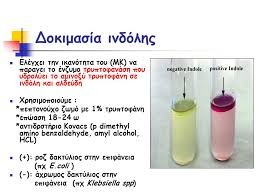 Δοκιμασία ινδόλης
Ελέγχει την ικανότητα του (ΜΚ) να
παράγει το ένζυμο τρυπτοφανάση που
υδρολύει το αμινοξύ τρυπτοφάνη σε
ινδόλη και αλδεΰδη
Χρησιμοποιούμε :
*πεπτονούχο ζωμό με 1% τρυπτοφάνη
*επώαση 18-24 ω
*αντιδρστήριο Kovacs (p dimethyl
amino benzaldehyde, amyl alcohol,
HCL)
(+): ροζ δακτύλιος στην επιφάνεια
(πχ E.coli )
(-): άχρωμος δακτύλιος στην
επιφάνεια (πχ Klebsiella spp)
negative Indole
positive Indole